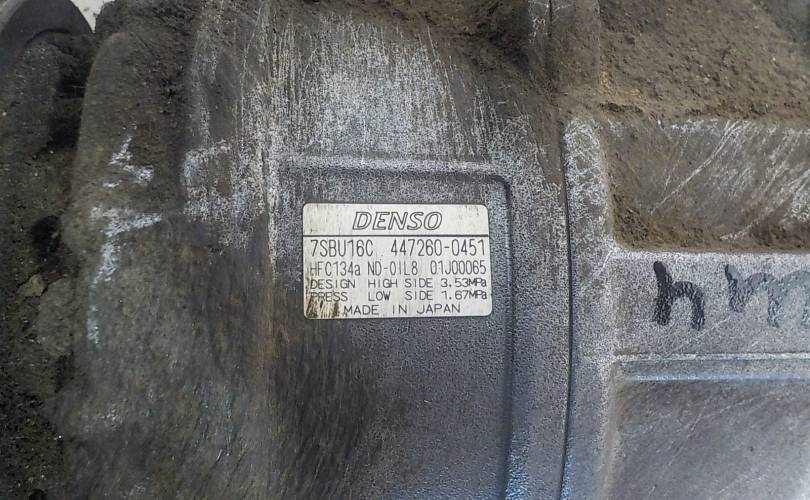 DENSO
7SBU16C 447260-0451
HFC134a ND-OIL8 01J00065
DESIGN HIGH SIDE 3.53MPa
PRESS LOW SIDE 1.67MPa
MADE IN JAPAN